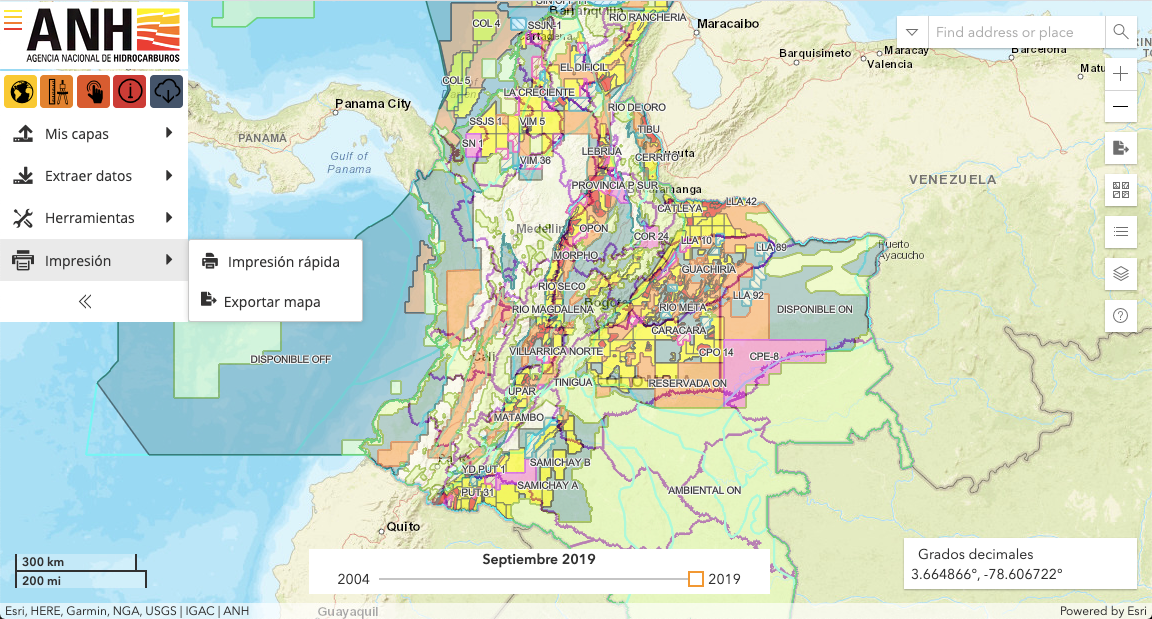 ANH
AGENCIA NACIONAL DE HIDROCARBUROS
Mis capas
Extraer datos
Herramientas
Impresión
Impresión rápida
Exportar mapa
Find address or place
COL 4
SSJN-1
RIO RANCHERIA
Maracaibo
Barquisimeto
Maracay
Valencia
Barcelona
COL 5
EL DIFICIL
LA CRECIENTE
RIO DE ORO
Panama City
PANAMÁ
SSJS 1
VIM 5
TIBU
SN 1
VIM 36
LEBRIJA
CERRITO
Gulf of
Panama
PROVINCIA P SUR
VENEZUELA
CATLEYA
LLA 42
Medellín
OPON
COR 24
LLA 10
LLA 89
Puerto
Ayacucho
MORPHO
GUACHIRIA
RIO SECO
LLA 92
Bogotá
RIO MAGDALENA
RIO META
DISPONIBLE ON
CARACARA
DISPONIBLE OFF
Cali
VILLARRICA NORTE
CPO 14
CPE-8
TINIGUA
RESERVADA ON
UPAR
MATAMBO
YD PUT 1
SAMICHAY B
PUT 31
SAMICHAY A
AMBIENTAL ON
Quito
Septiembre 2019
2004
2019
300 km
200 mi
Grados decimales
3.664866°, -78.606722°
Guayaquil
Esri, HERE, Garmin, NGA, USGS | IGAC | ANH
Powered by Esri